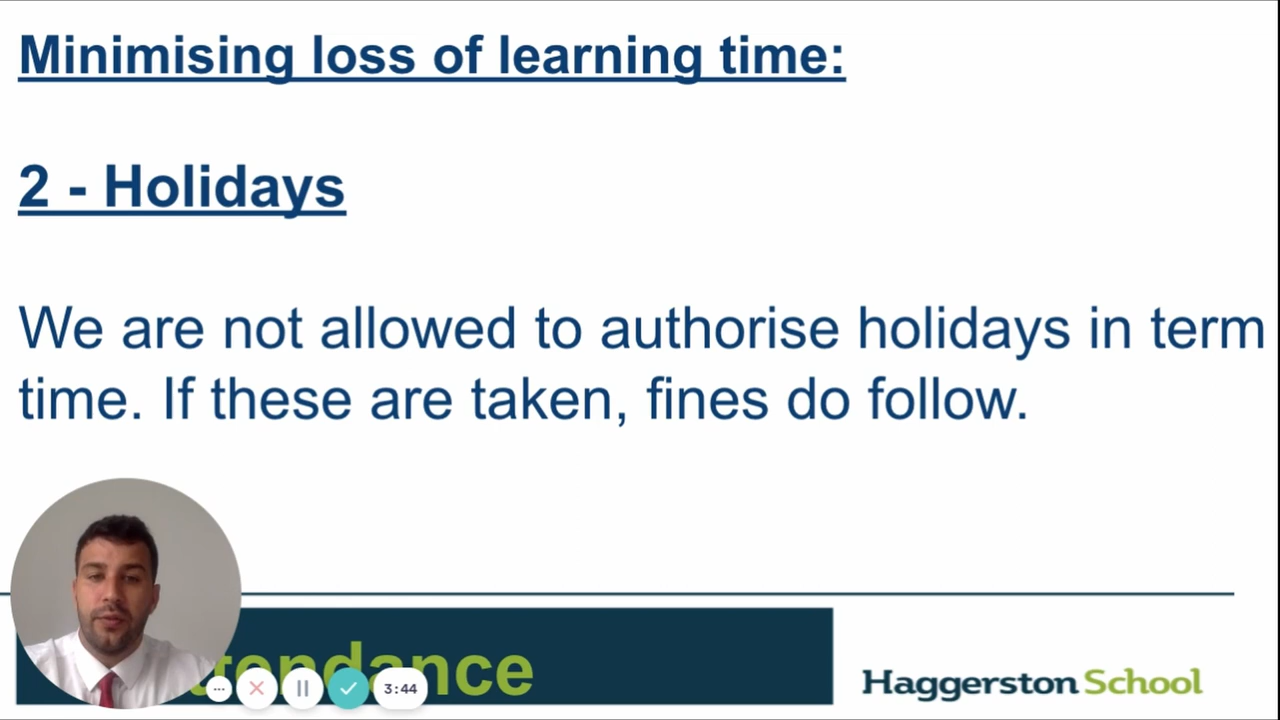 Minimising loss of learning time:
2 - Holidays
We are not allowed to authorise holidays in term
time. If these are taken, fines do follow.
3:44
Haggerston School